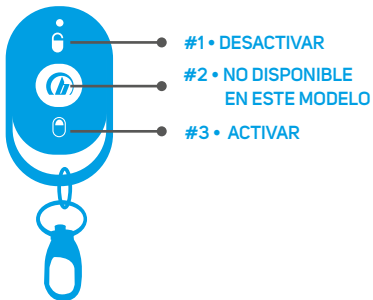 #1 • DESACTIVAR
#2 • NO DISPONIBLE
EN ESTE MODELO
#3 • ACTIVAR